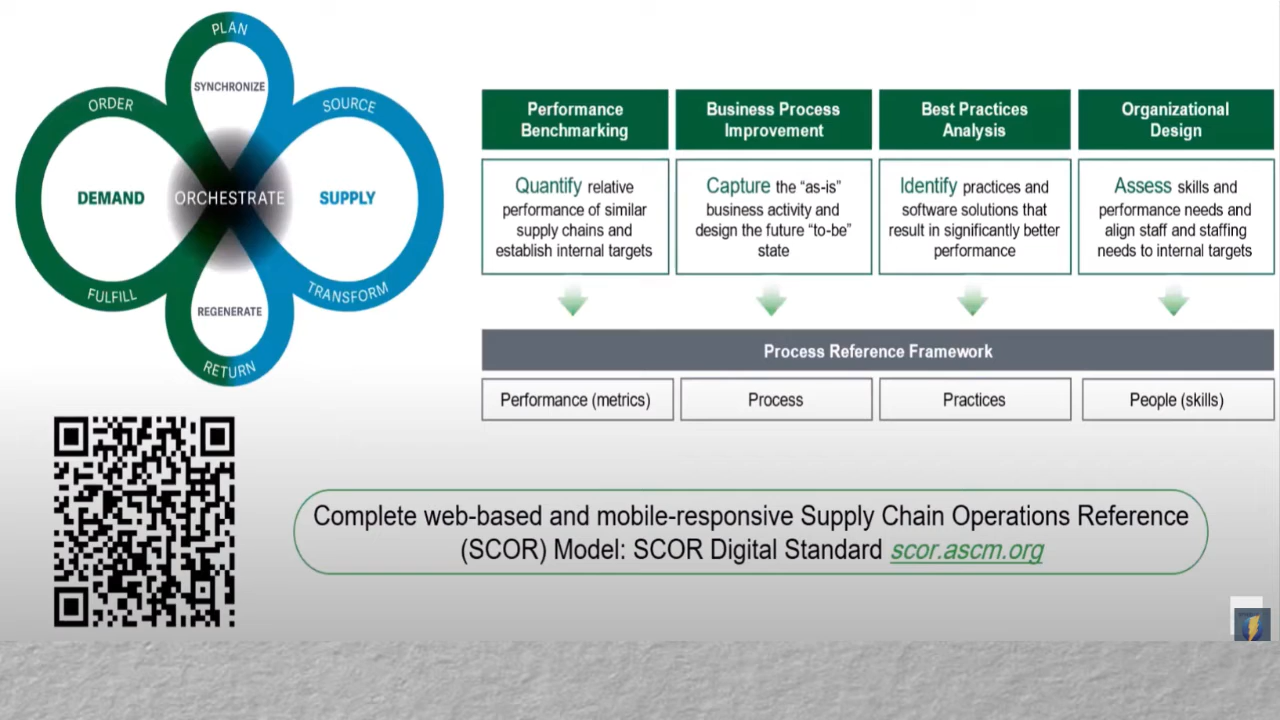 PLAN
SYNCHRONIZE
ORDER
SOURCE
DEMAND
ORCHESTRATE
SUPPLY
FULFILL
TRANSFORM
REGENERATE
RETURN
Performance
Benchmarking
Quantify relative
performance of similar
supply chains and
establish internal targets
Business Process
Improvement
Capture the “as-is”
business activity and
design the future “to-be”
state
Best Practices
Analysis
Identify practices and
software solutions that
result in significantly better
performance
Organizational
Design
Assess skills and
performance needs and
align staff and staffing
needs to internal targets
Process Reference Framework
Performance (metrics)
Process
Practices
People (skills)
Complete web-based and mobile-responsive Supply Chain Operations Reference
(SCOR) Model: SCOR Digital Standard scor.ascm.org